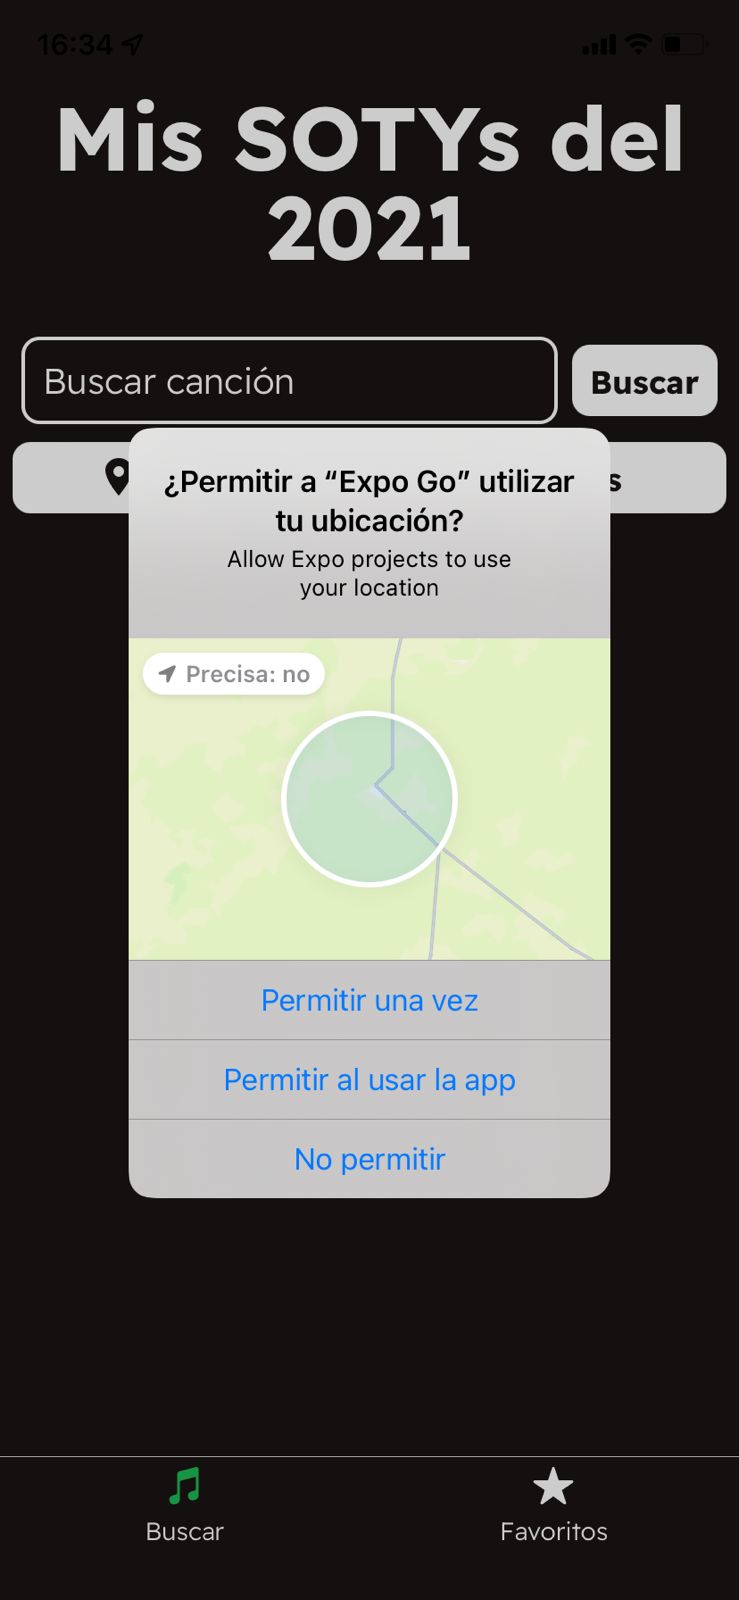 16:34
Mis SOTYs del
2021
Buscar canción
Buscar
¿Permitir a “Expo Go” utilizar
tu ubicación?
Allow Expo projects to use
your location
Precisa: no
Permitir una vez
Permitir al usar la app
No permitir
Buscar
Favoritos